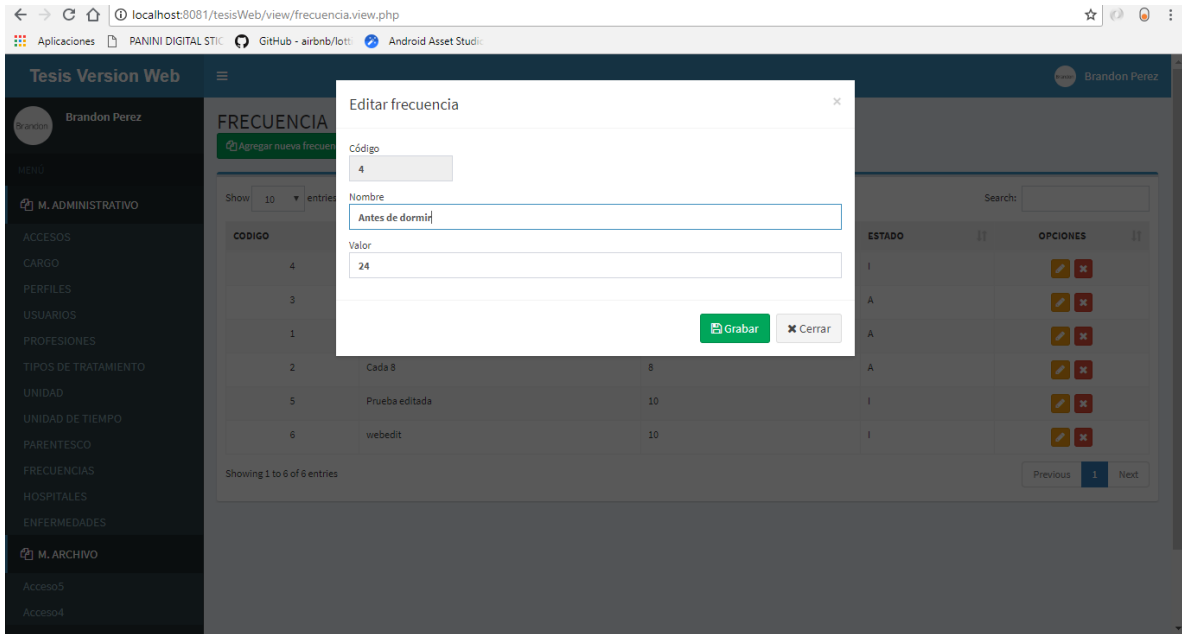 localhost:8081/tesisWeb/view/frecuencia.view.php
Aplicaciones PANINI DIGITAL STIC GitHub - airbnb/lott Android Asset Studi
Tesis Version Web
Brandon Perez
Brandon
Brandon Perez
MENÚ
M. ADMINISTRATIVO
ACCESOS
CARGO
PERFILES
USUARIOS
PROFESIONES
TIPOS DE TRATAMIENTO
UNIDAD
UNIDAD DE TIEMPO
PARENTESCO
FRECUENCIAS
HOSPITALES
ENFERMEDADES
M. ARCHIVO
Acceso5
Acceso4
FRECUENCIA
Agregar nueva frecuen
Show 10 entries
Search:
CODIGO ESTADO OPCIONES
4 I
3 A
1 A
2 Cada 8 8 A
5 Prueba editada 10 I
6 webedit 10 I
Showing 1 to 6 of 6 entries
Previous 1 Next
Editar frecuencia ×
Código
4
Nombre
Antes de dormir
Valor
24
Grabar
Cerrar